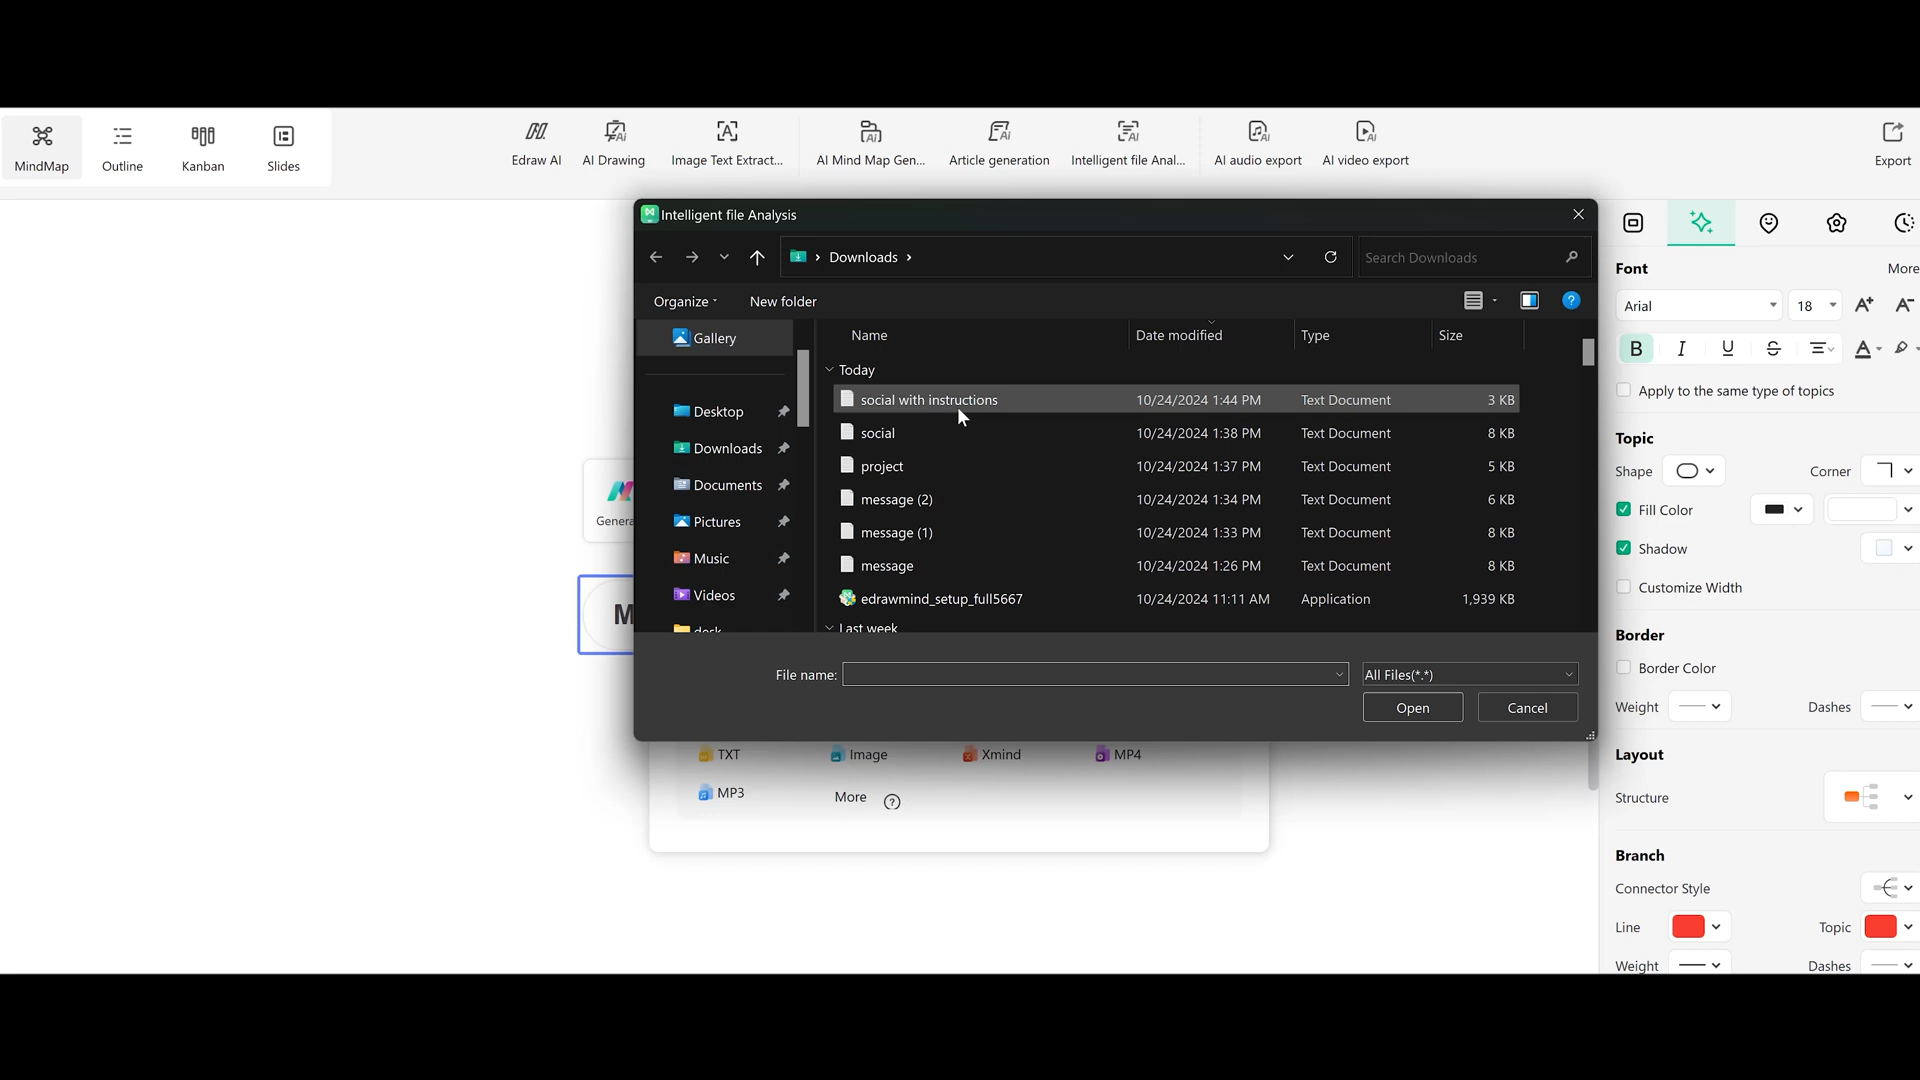 MindMap
Outline
Kanban
Slides
Edraw AI
AI Drawing
Image Text Extract...
AI Mind Map Gen...
Article generation
Intelligent file Anal...
AI audio export
AI video export
Export
Intelligent file Analysis
Downloads
Search Downloads
Organize
New folder
Gallery
Desktop
Downloads
Documents
Pictures
Music
Videos
desk
Name Date modified Type Size
Today
social with instructions 10/24/2024 1:44 PM Text Document 3 KB
social 10/24/2024 1:38 PM Text Document 8 KB
project 10/24/2024 1:37 PM Text Document 5 KB
message (2) 10/24/2024 1:34 PM Text Document 6 KB
message (1) 10/24/2024 1:33 PM Text Document 8 KB
message 10/24/2024 1:26 PM Text Document 8 KB
edrawmind_setup_full5667 10/24/2024 11:11 AM Application 1,939 KB
Last week
File name:
All Files(*.*)
Open
Cancel
Genera
M
TXT
Image
Xmind
MP4
MP3
More
Font
More
Arial
18
B I U S A
Apply to the same type of topics
Topic
Shape
Corner
Fill Color
Shadow
Customize Width
Border
Border Color
Weight
Dashes
Layout
Structure
Branch
Connector Style
Line
Topic
Weight
Dashes